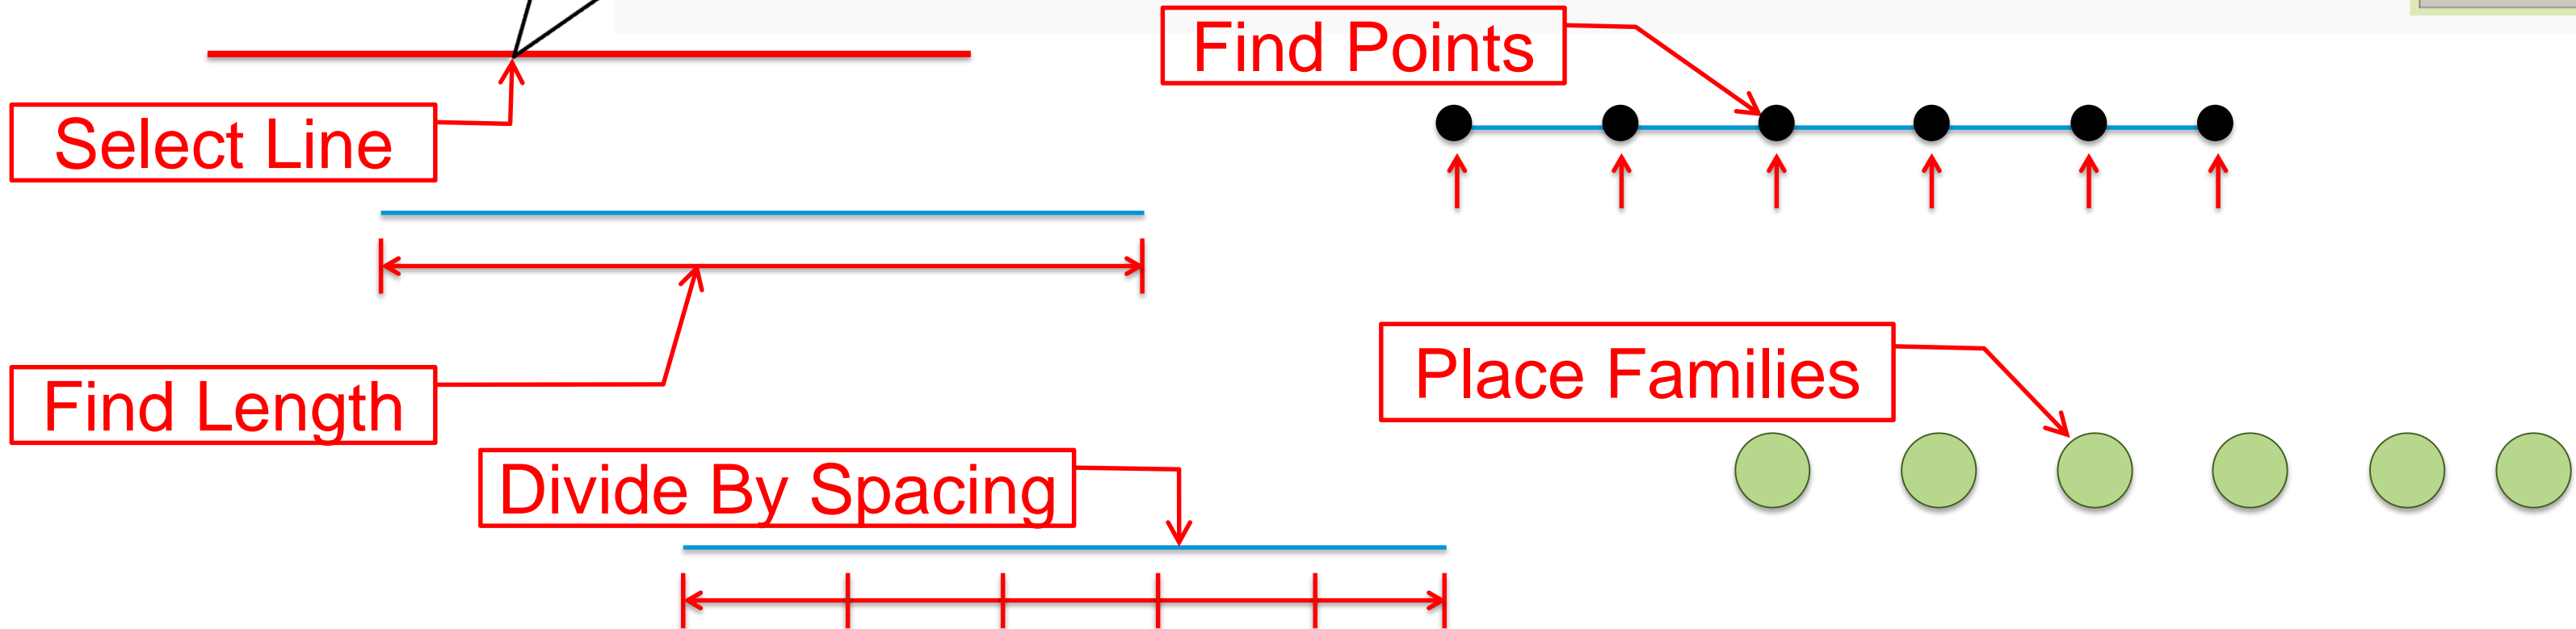 Select Line
Find Length
Divide By Spacing
Find Points
Place Families